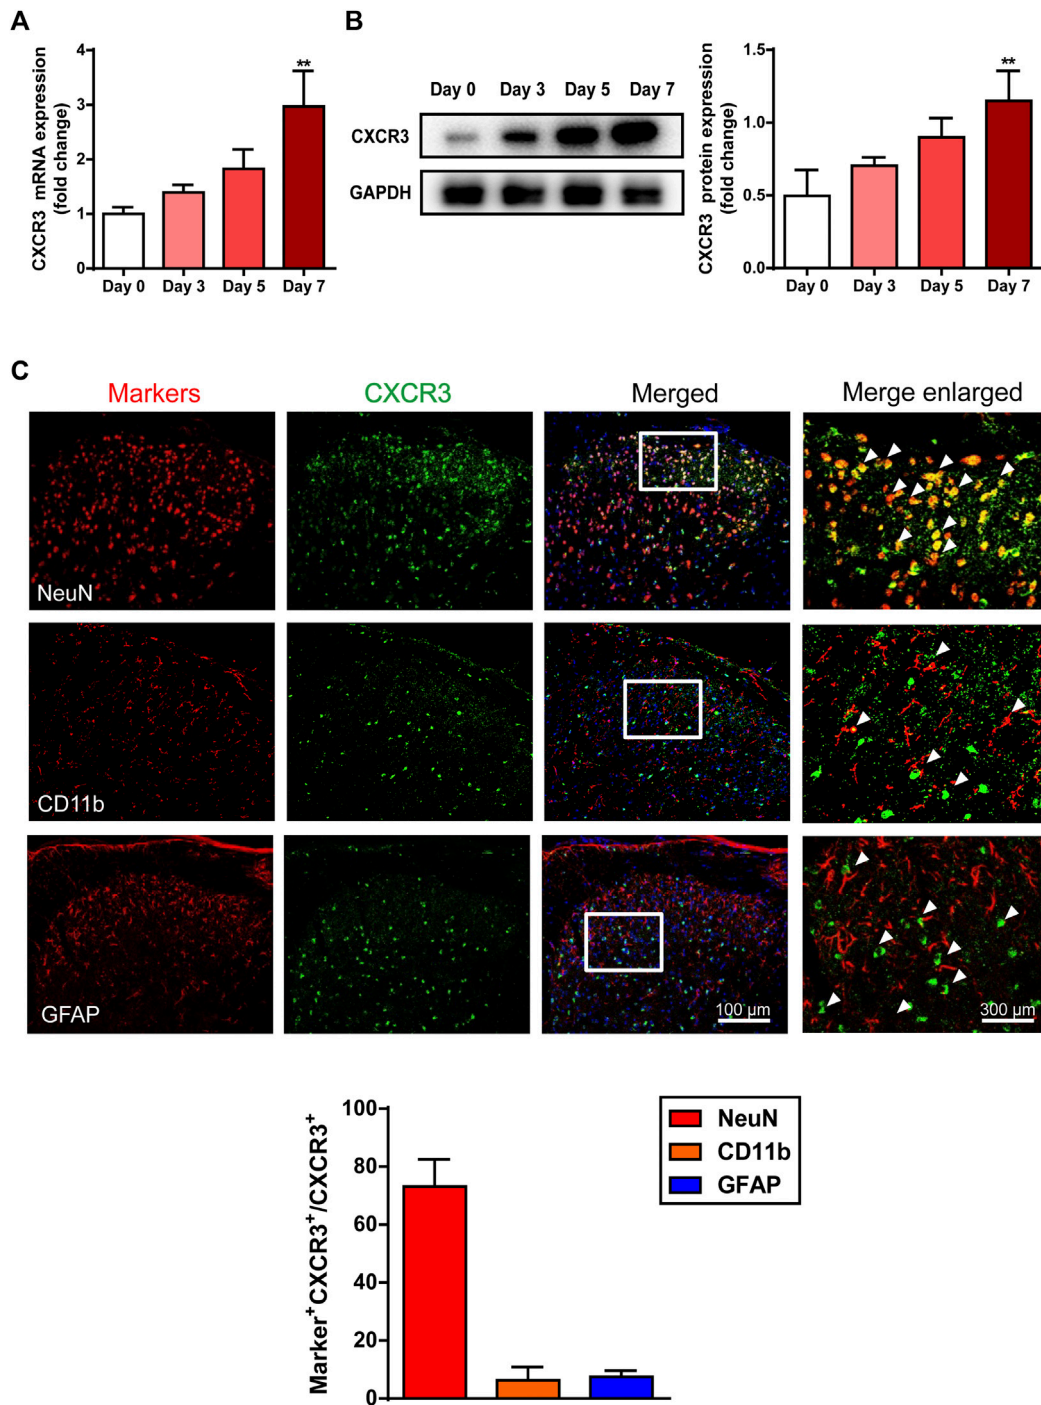 A
CXCR3 mRNA expression
(fold change)
4
3
2
1
0
**
Day 0 Day 3 Day 5 Day 7
B
Day 0 Day 3 Day 5 Day 7
CXCR3
GAPDH
CXCR3 protein expression
(fold change)
1.5
1.0
0.5
0.0
**
Day 0 Day 3 Day 5 Day 7
C
Markers CXCR3 Merged Merge enlarged
NeuN
CD11b
GFAP
100 µm
300 µm
Marker⁺CXCR3⁺/CXCR3⁺
100
80
60
40
20
0
NeuN
CD11b
GFAP